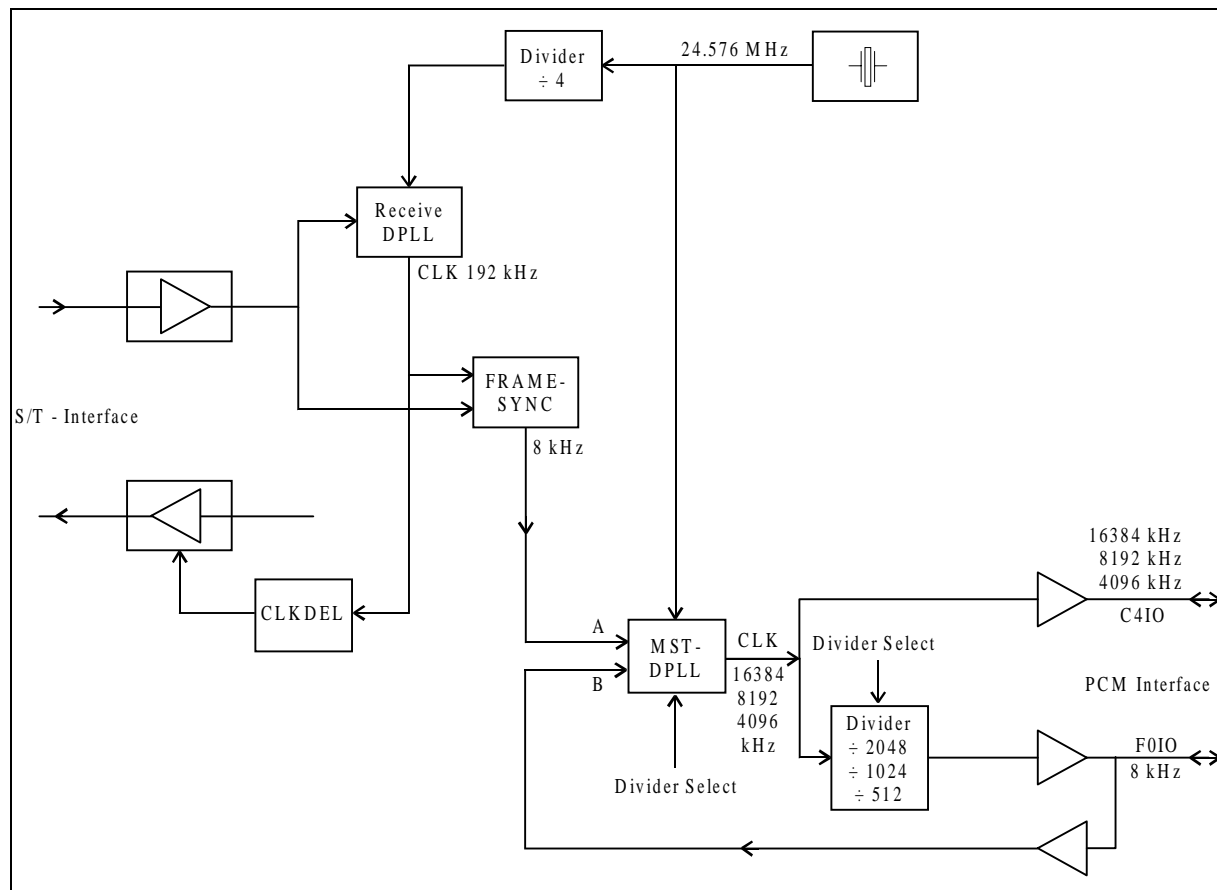 Divider
÷ 4
24.576 MHz
Receive
DPLL
CLK 192 kHz
FRAME-
SYNC
8 kHz
S/T - Interface
CLKDEL
A
B
MST-
DPLL
CLK
16384
8192
4096
kHz
Divider Select
Divider Select
Divider
÷ 2048
÷ 1024
÷ 512
16384 kHz
8192 kHz
4096 kHz
C4IO
PCM Interface
F0IO
8 kHz